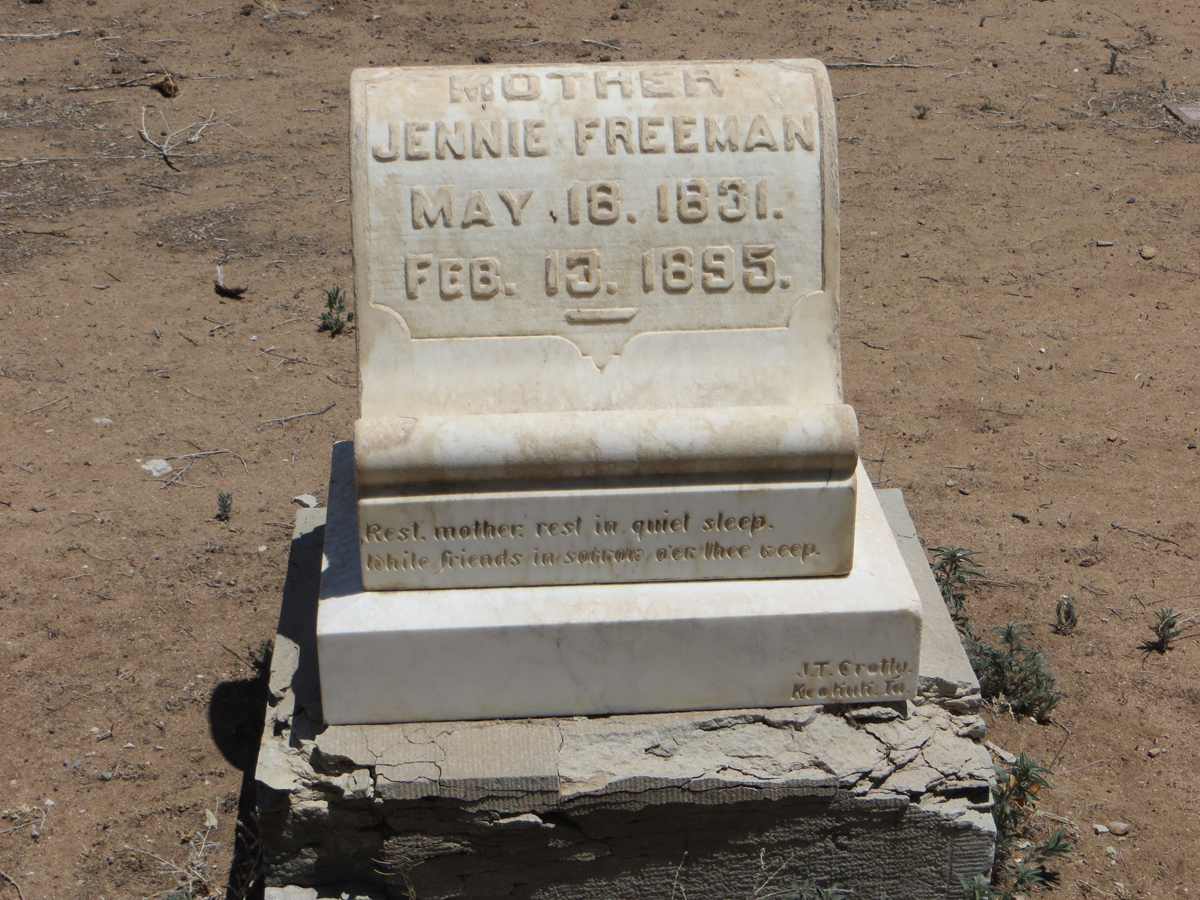 MOTHER
JENNIE FREEMAN
MAY 18. 1831.
FEB. 13. 1895.
Rest, mother, rest in quiet sleep.
While friends in sorrow o'er thee weep.
J.T. Crotty.
Keokuk. Ia.